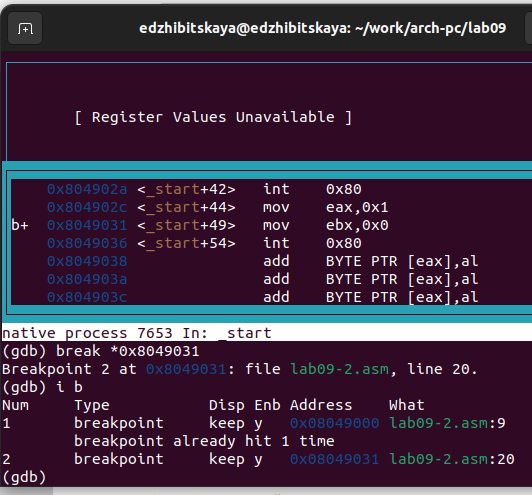 edzhibitskaya@edzhibitskaya: ~/work/arch-pc/lab09
[ Register Values Unavailable ]
0x804902a <_start+42> int 0x80
0x804902c <_start+44> mov eax,0x1
b+ 0x8049031 <_start+49> mov ebx,0x0
0x8049036 <_start+54> int 0x80
0x8049038 add BYTE PTR [eax],al
0x804903a add BYTE PTR [eax],al
0x804903c add BYTE PTR [eax],al
native process 7653 In: _start
(gdb) break *0x8049031
Breakpoint 2 at 0x8049031: file lab09-2.asm, line 20.
(gdb) i b
Num Type Disp Enb Address What
1 breakpoint keep y 0x08049000 lab09-2.asm:9
breakpoint already hit 1 time
2 breakpoint keep y 0x08049031 lab09-2.asm:20
(gdb)